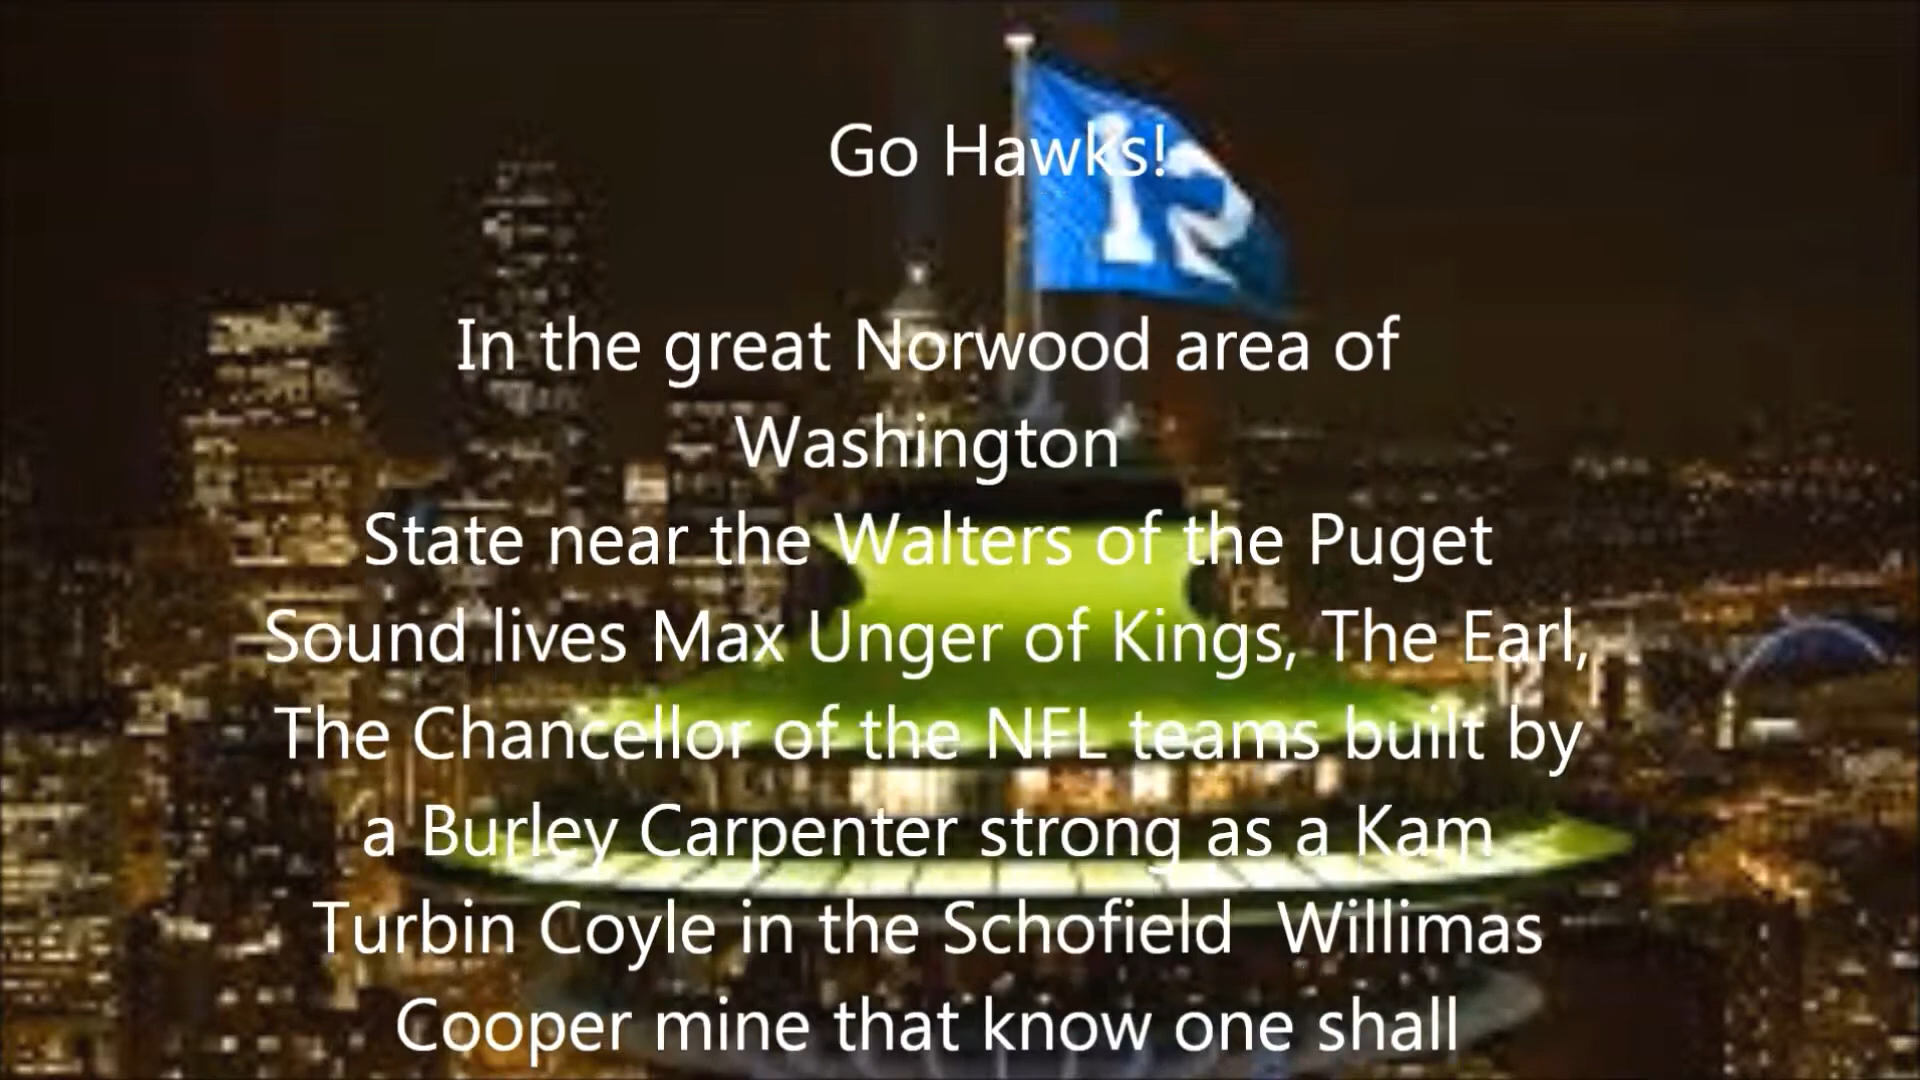 Go Hawks!
12
In the great Norwood area of
Washington
State near the Walters of the Puget
Sound lives Max Unger of Kings, The Earl,
The Chancellor of the NFL teams built by
a Burley Carpenter strong as a Kam
Turbin Coyle in the Schofield  Willimas
Cooper mine that know one shall